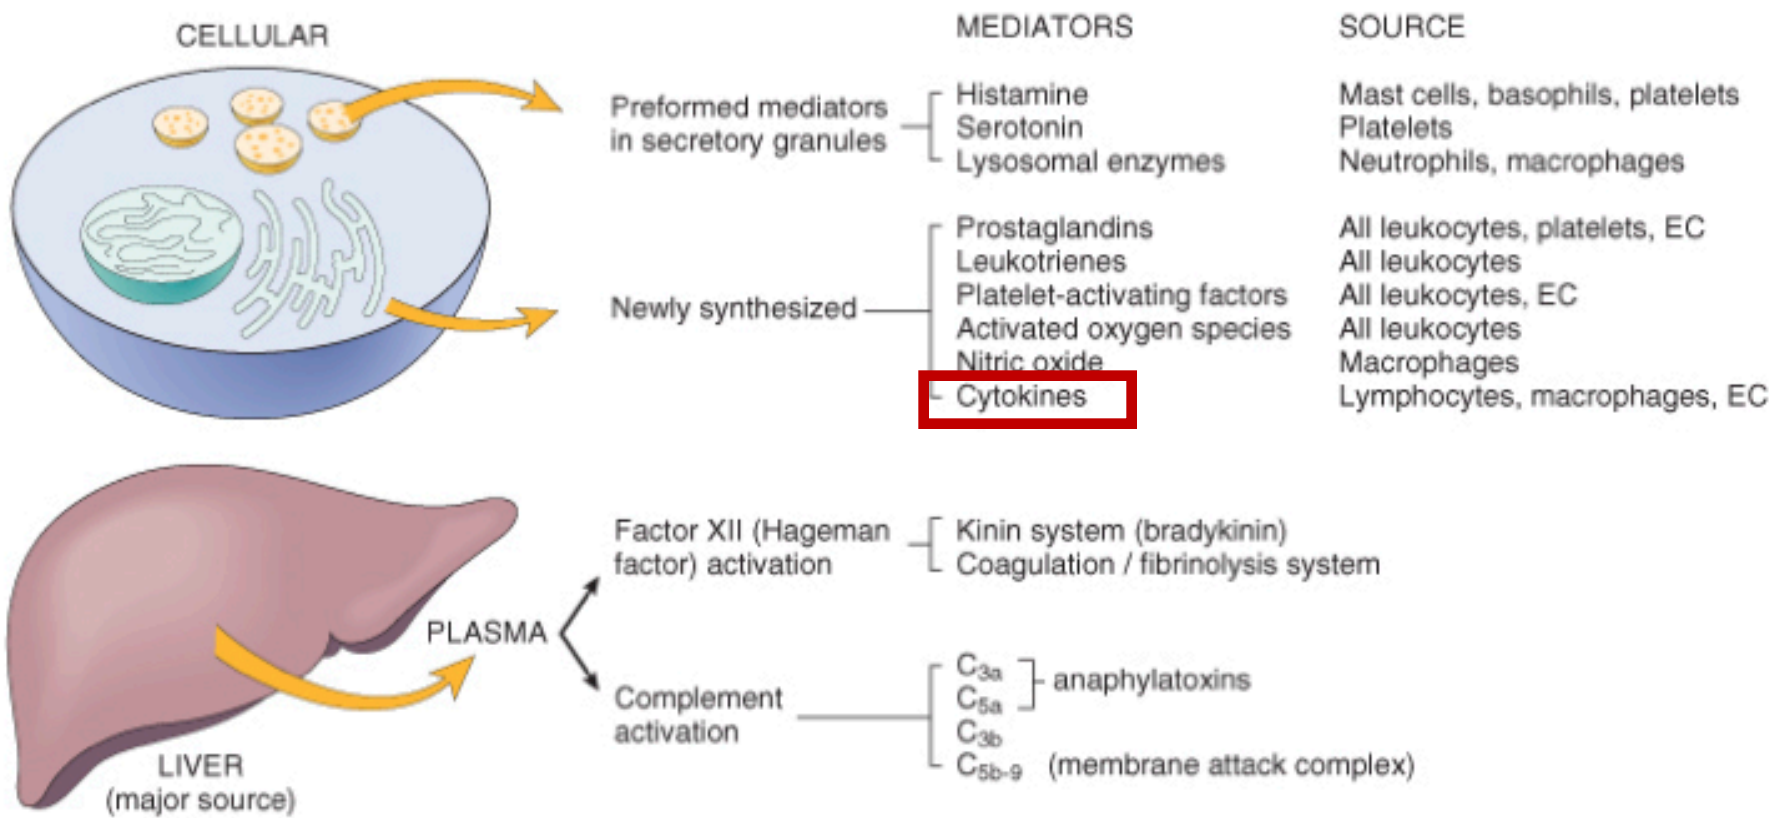 CELLULAR
MEDIATORS
SOURCE
Preformed mediators
in secretory granules
Histamine
Mast cells, basophils, platelets
Serotonin
Platelets
Lysosomal enzymes
Neutrophils, macrophages
Newly synthesized
Prostaglandins
All leukocytes, platelets, EC
Leukotrienes
All leukocytes
Platelet-activating factors
All leukocytes, EC
Activated oxygen species
All leukocytes
Nitric oxide
Macrophages
Cytokines
Lymphocytes, macrophages, EC
LIVER
(major source)
PLASMA
Factor XII (Hageman
factor) activation
Kinin system (bradykinin)
Coagulation / fibrinolysis system
Complement
activation
C3a
C5a
anaphylatoxins
C3b
C5b-9 (membrane attack complex)